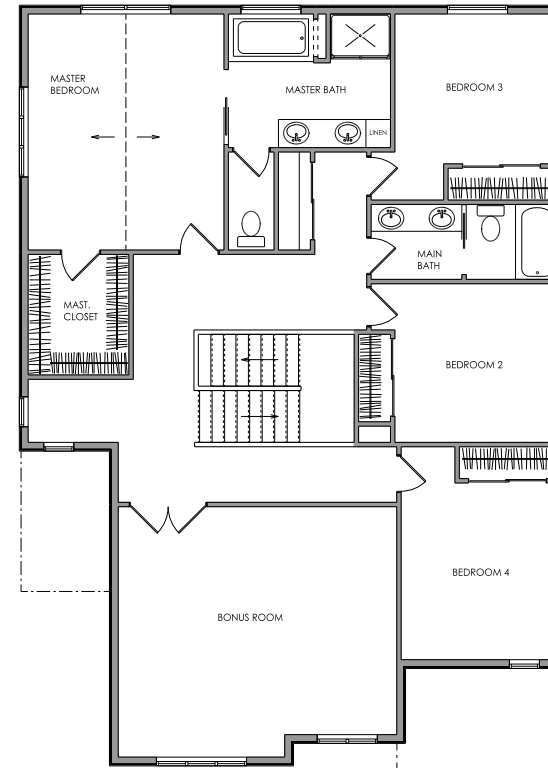 MASTER
BEDROOM
MASTER BATH
BEDROOM 3
LINEN
MAIN
BATH
MAST.
CLOSET
BEDROOM 2
BEDROOM 4
BONUS ROOM